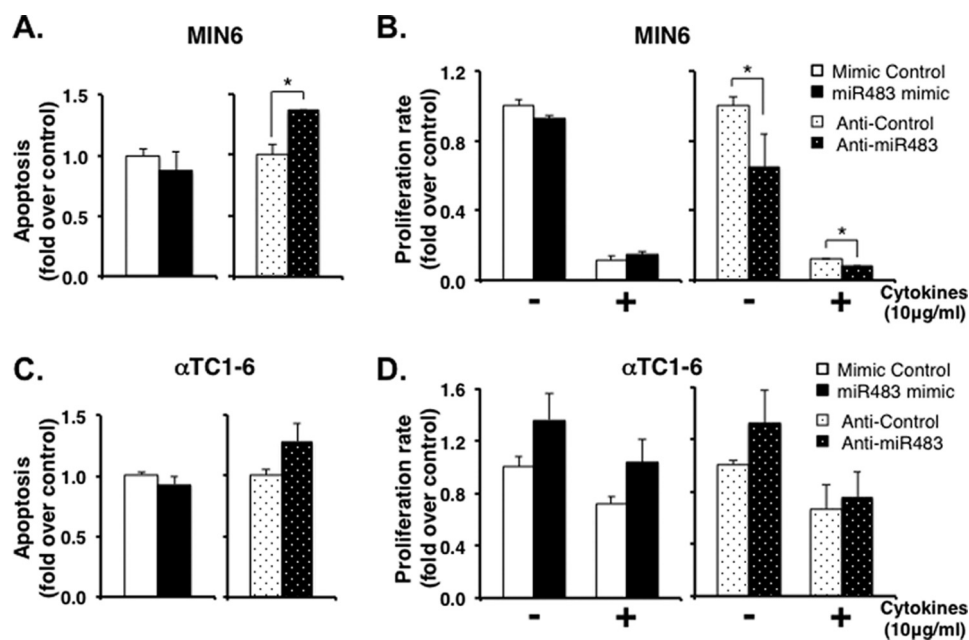 A.
MIN6
Apoptosis
(fold over control)
1.5
1.0
0.5
0.0
*
B.
MIN6
Proliferation rate
(fold over control)
1.2
0.8
0.4
0.0
*
*
- + - +
Cytokines
(10µg/ml)
Mimic Control
miR483 mimic
Anti-Control
Anti-miR483
C.
αTC1-6
Apoptosis
(fold over control)
1.5
1.0
0.5
0.0
D.
αTC1-6
Proliferation rate
(fold over control)
1.6
1.2
0.8
0.4
0.0
- + - +
Cytokines
(10µg/ml)
Mimic Control
miR483 mimic
Anti-Control
Anti-miR483